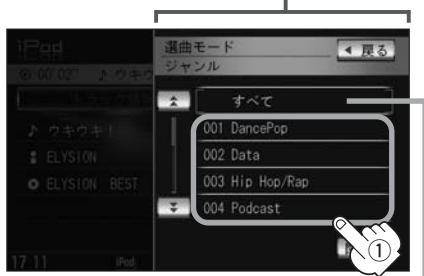 iPod
00'02" ♪ ウキウ
♪ ウキウキ！
ELYSION
ELYSION BEST
17 11 iPod
選曲モード
ジャンル
◀ 戻る
すべて
001 DancePop
002 Data
003 Hip Hop/Rap
004 Podcast
①